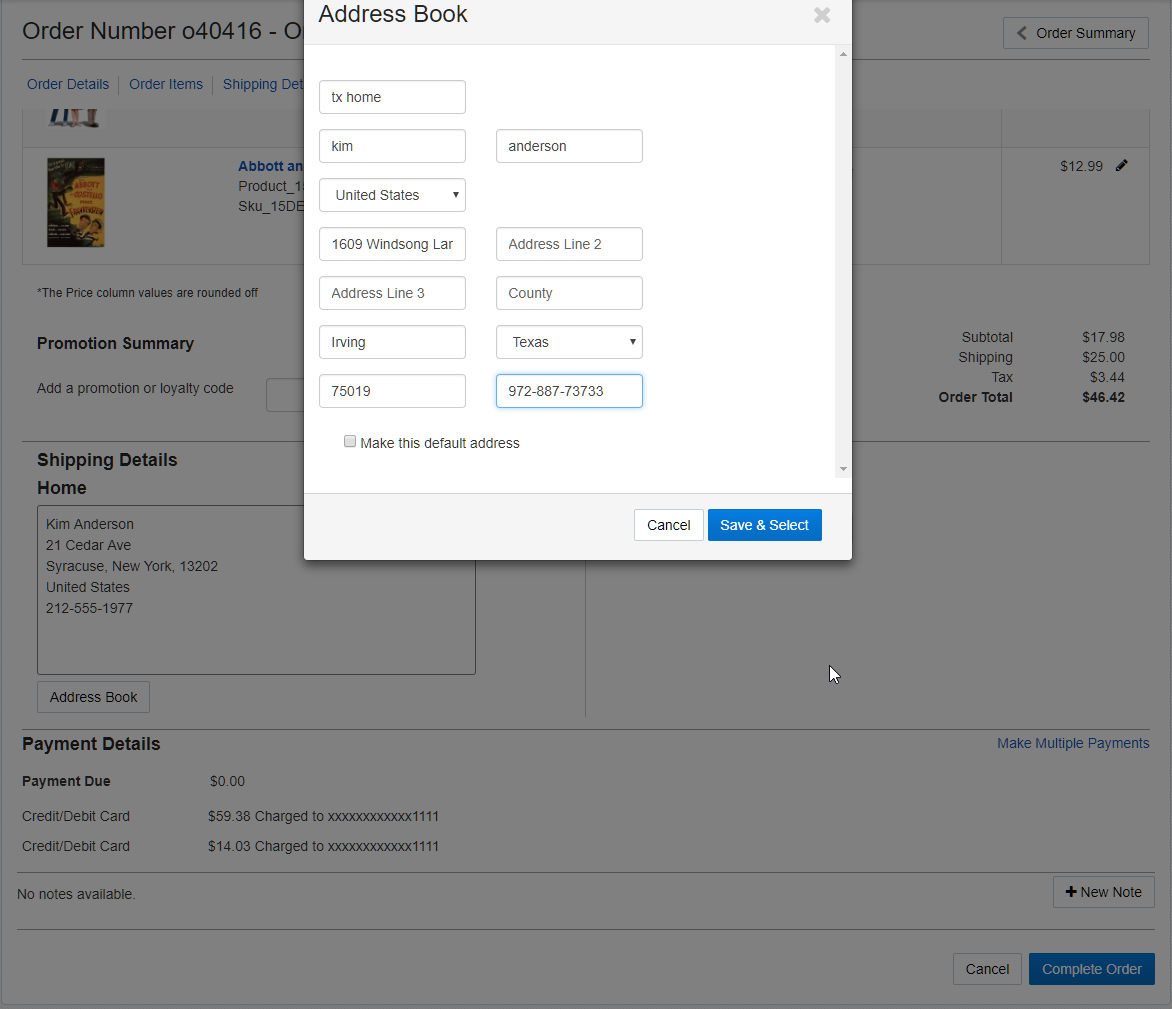 Address Book
Order Number o40416 - O
Order Summary
Order Details
Order Items
Shipping Det
tx home
kim
anderson
United States
1609 Windsong Lar
Address Line 2
Address Line 3
County
Irving
Texas
75019
972-887-73733
Make this default address
Cancel
Save & Select
Abbott an
Product_1
Sku_15DE
$12.99
ABBOTT
COSTELLO
FRANKENSTEIN
*The Price column values are rounded off
Promotion Summary
Add a promotion or loyalty code
Subtotal $17.98
Shipping $25.00
Tax $3.44
Order Total $46.42
Shipping Details
Home
Kim Anderson
21 Cedar Ave
Syracuse, New York, 13202
United States
212-555-1977
Address Book
Payment Details
Make Multiple Payments
Payment Due $0.00
Credit/Debit Card $59.38 Charged to xxxxxxxxxxxx1111
Credit/Debit Card $14.03 Charged to xxxxxxxxxxxx1111
No notes available.
New Note
Cancel
Complete Order